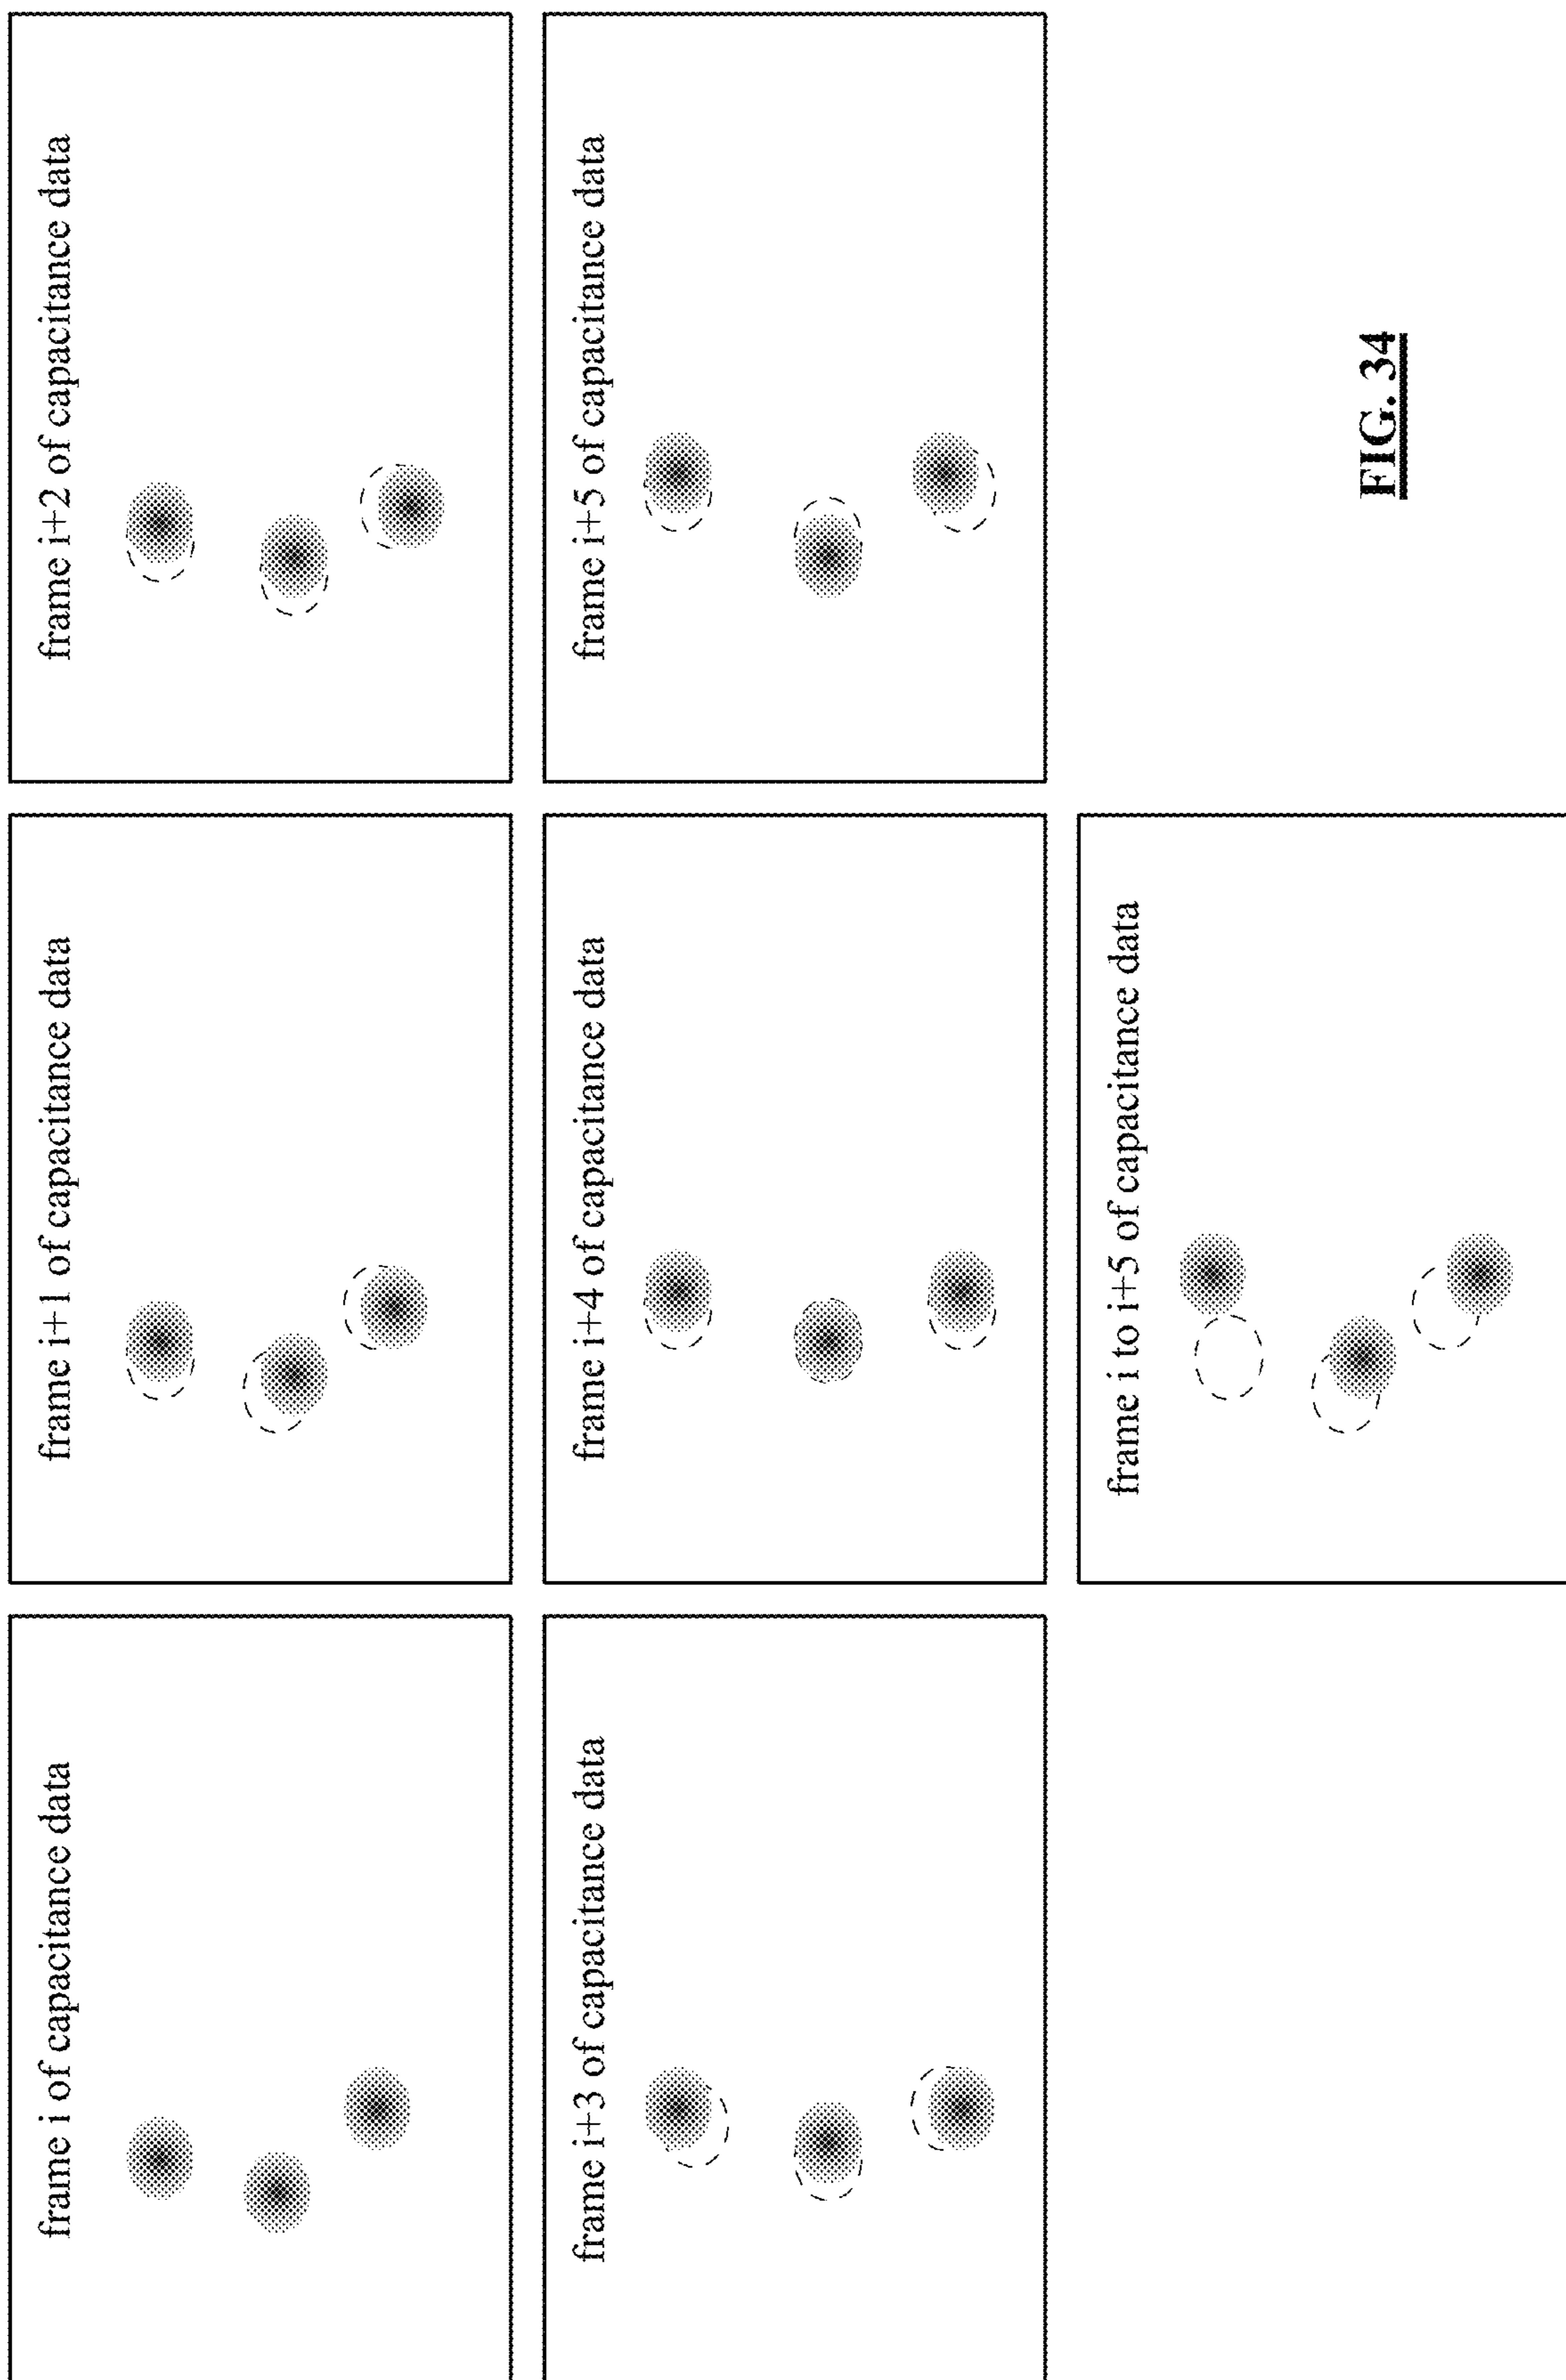 frame i of capacitance data
frame i+1 of capacitance data
frame i+2 of capacitance data
frame i+3 of capacitance data
frame i+4 of capacitance data
frame i+5 of capacitance data
frame i to i+5 of capacitance data
FIG. 34